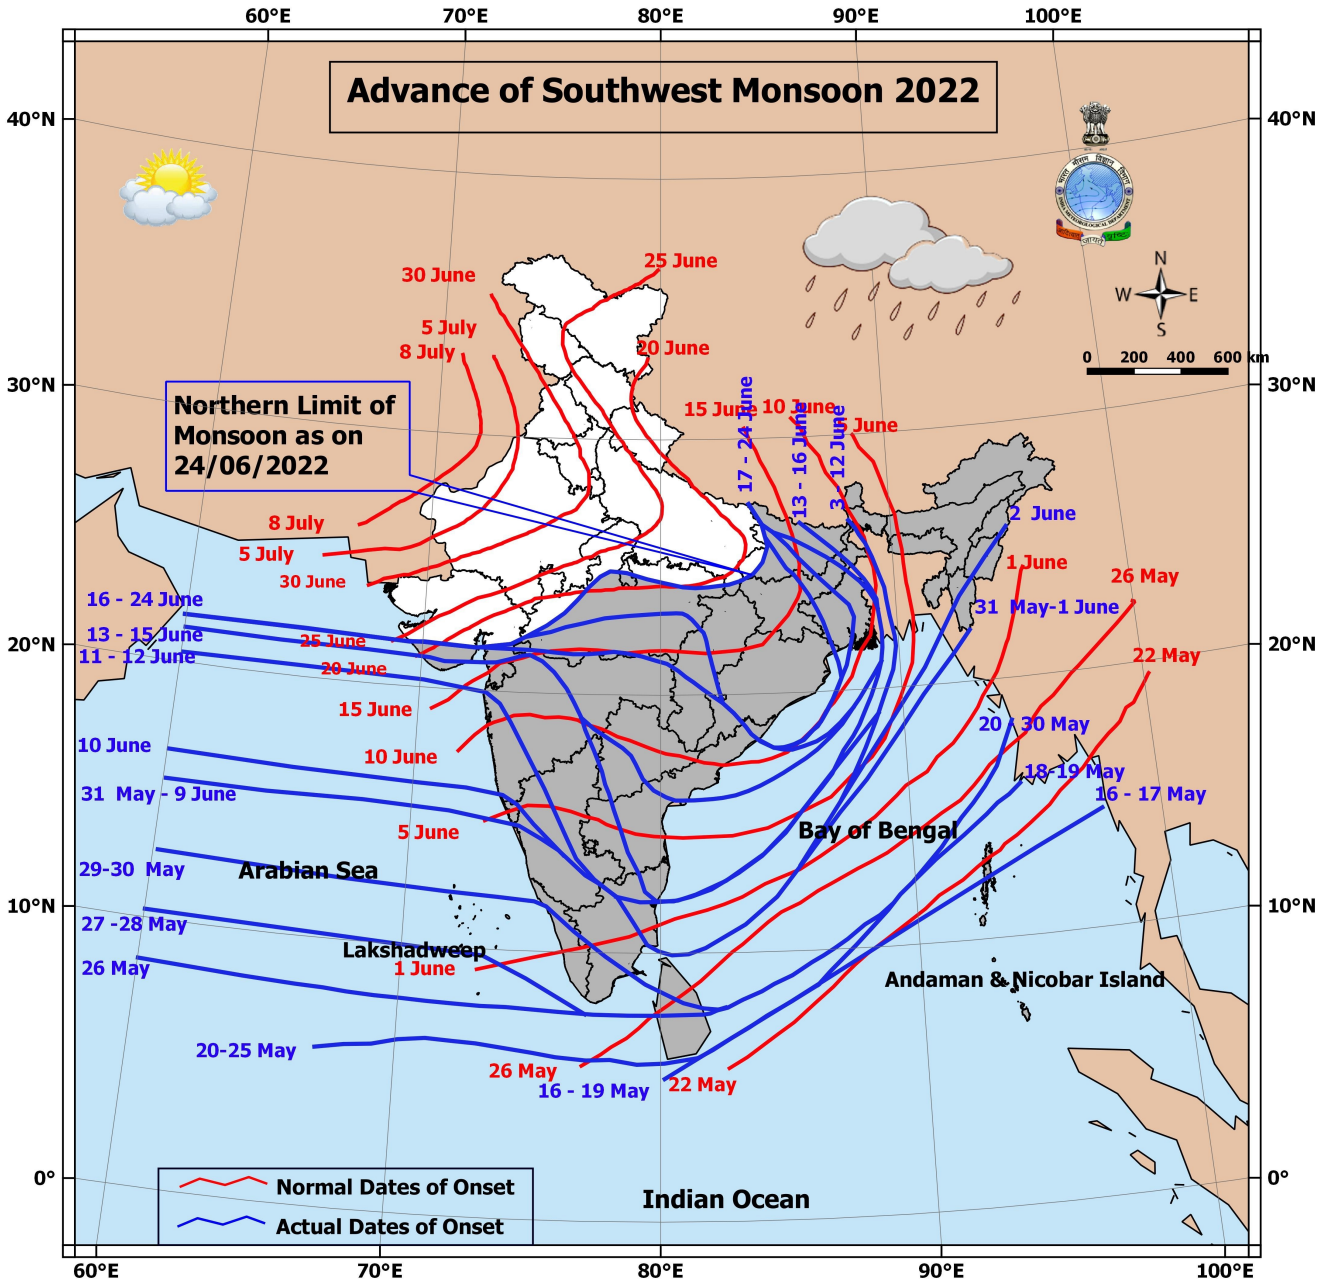 60°E
70°E
80°E
90°E
100°E
Advance of Southwest Monsoon 2022
40°N
40°N
N
W
E
S
0
200
400
600 km
30 June
25 June
5 July
8 July
20 June
30°N
30°N
Northern Limit of
Monsoon as on
24/06/2022
15 June
10 June
5 June
17 - 24 June
13 - 16 June
3 - 12 June
8 July
5 July
30 June
2 June
1 June
26 May
16 - 24 June
13 - 15 June
11 - 12 June
25 June
20 June
31 May-1 June
20°N
20°N
22 May
15 June
10 June
10 June
20 - 30 May
18-19 May
16 - 17 May
31 May - 9 June
5 June
Bay of Bengal
29-30 May
Arabian Sea
10°N
10°N
27 -28 May
Lakshadweep
1 June
26 May
Andaman & Nicobar Island
20-25 May
26 May
16 - 19 May
22 May
0°
0°
Normal Dates of Onset
Actual Dates of Onset
Indian Ocean
60°E
70°E
80°E
90°E
100°E